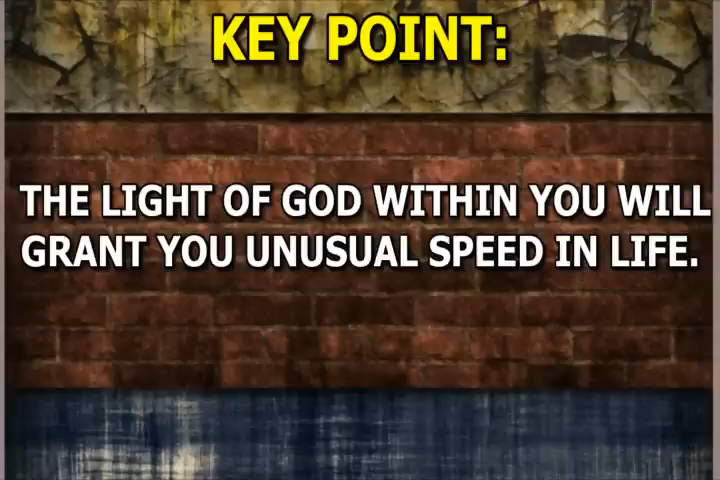 KEY POINT:
THE LIGHT OF GOD WITHIN YOU WILL
GRANT YOU UNUSUAL SPEED IN LIFE.